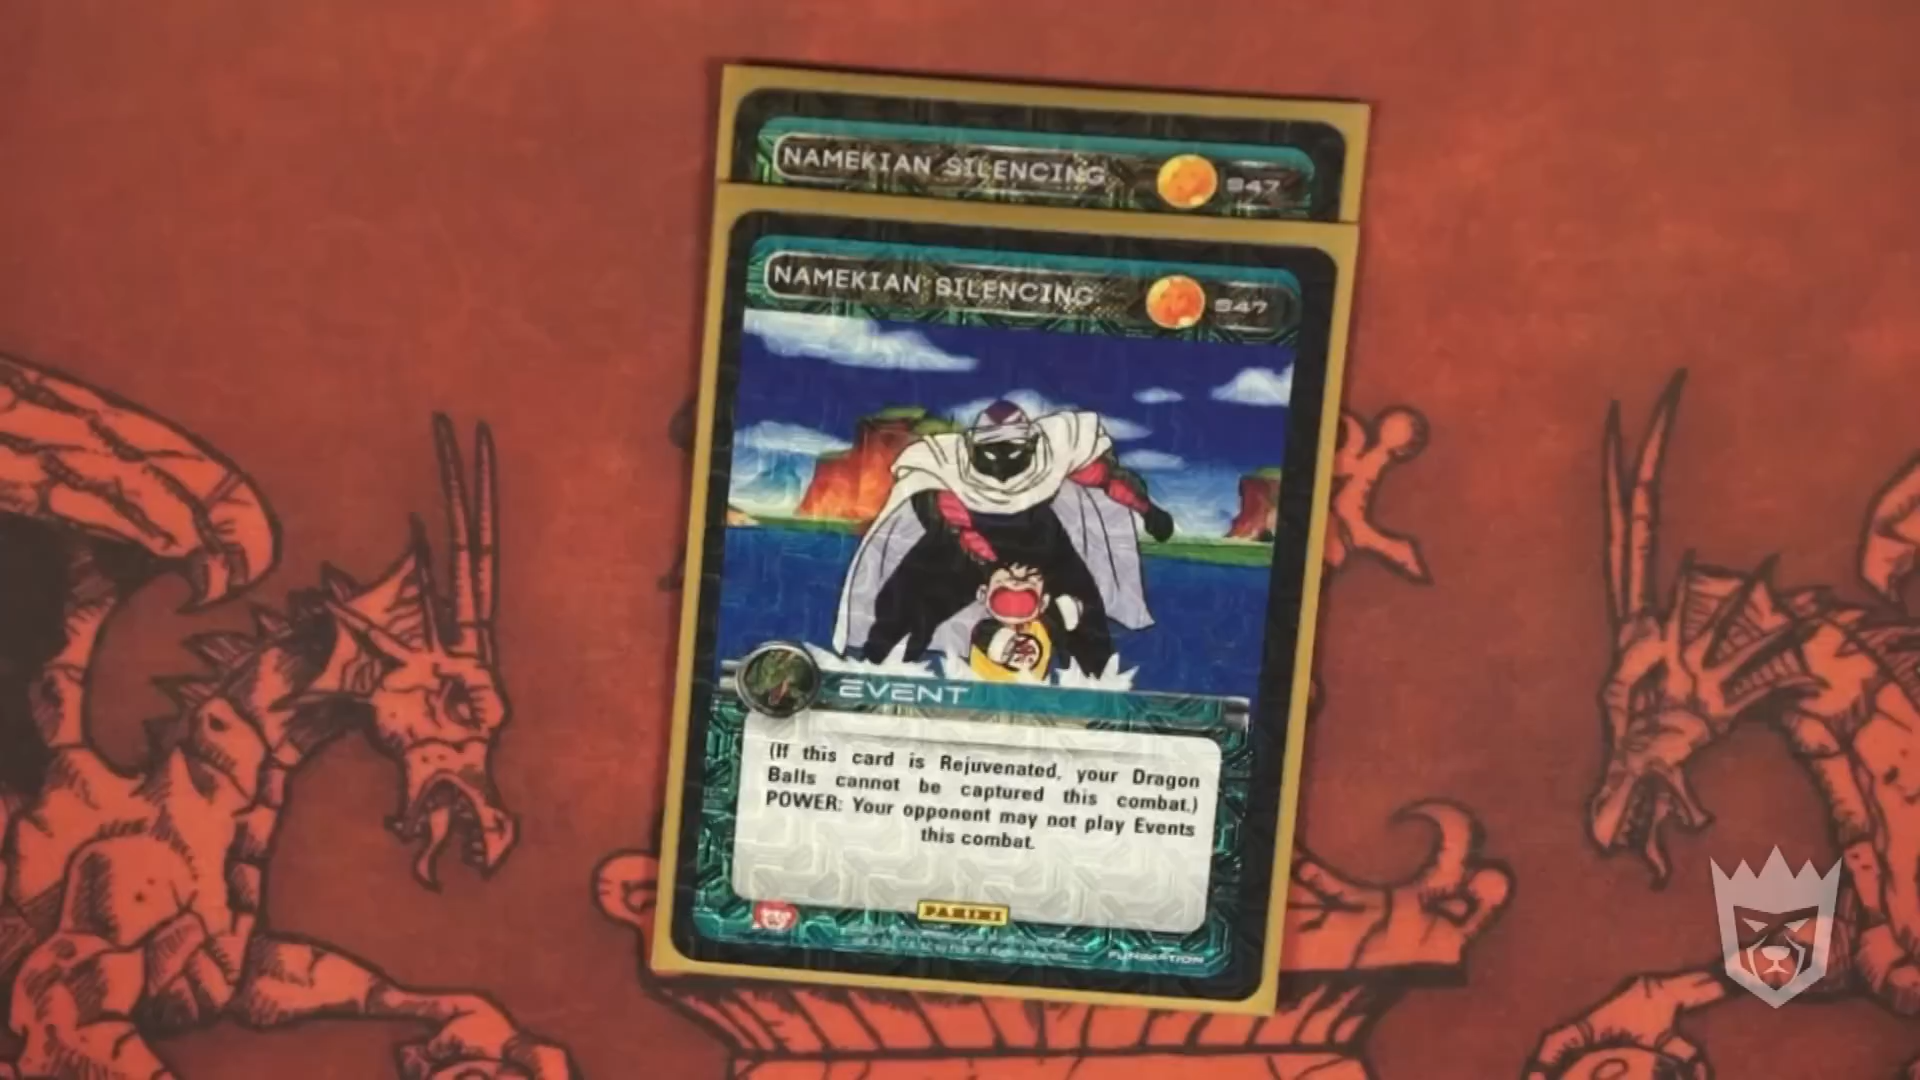 NAMEKIAN SILENCING S47
NAMEKIAN SILENCING S47
EVENT
(If this card is Rejuvenated, your Dragon
Balls cannot be captured this combat.)
POWER: Your opponent may not play Events
this combat.
PANINI
FUNIMATION